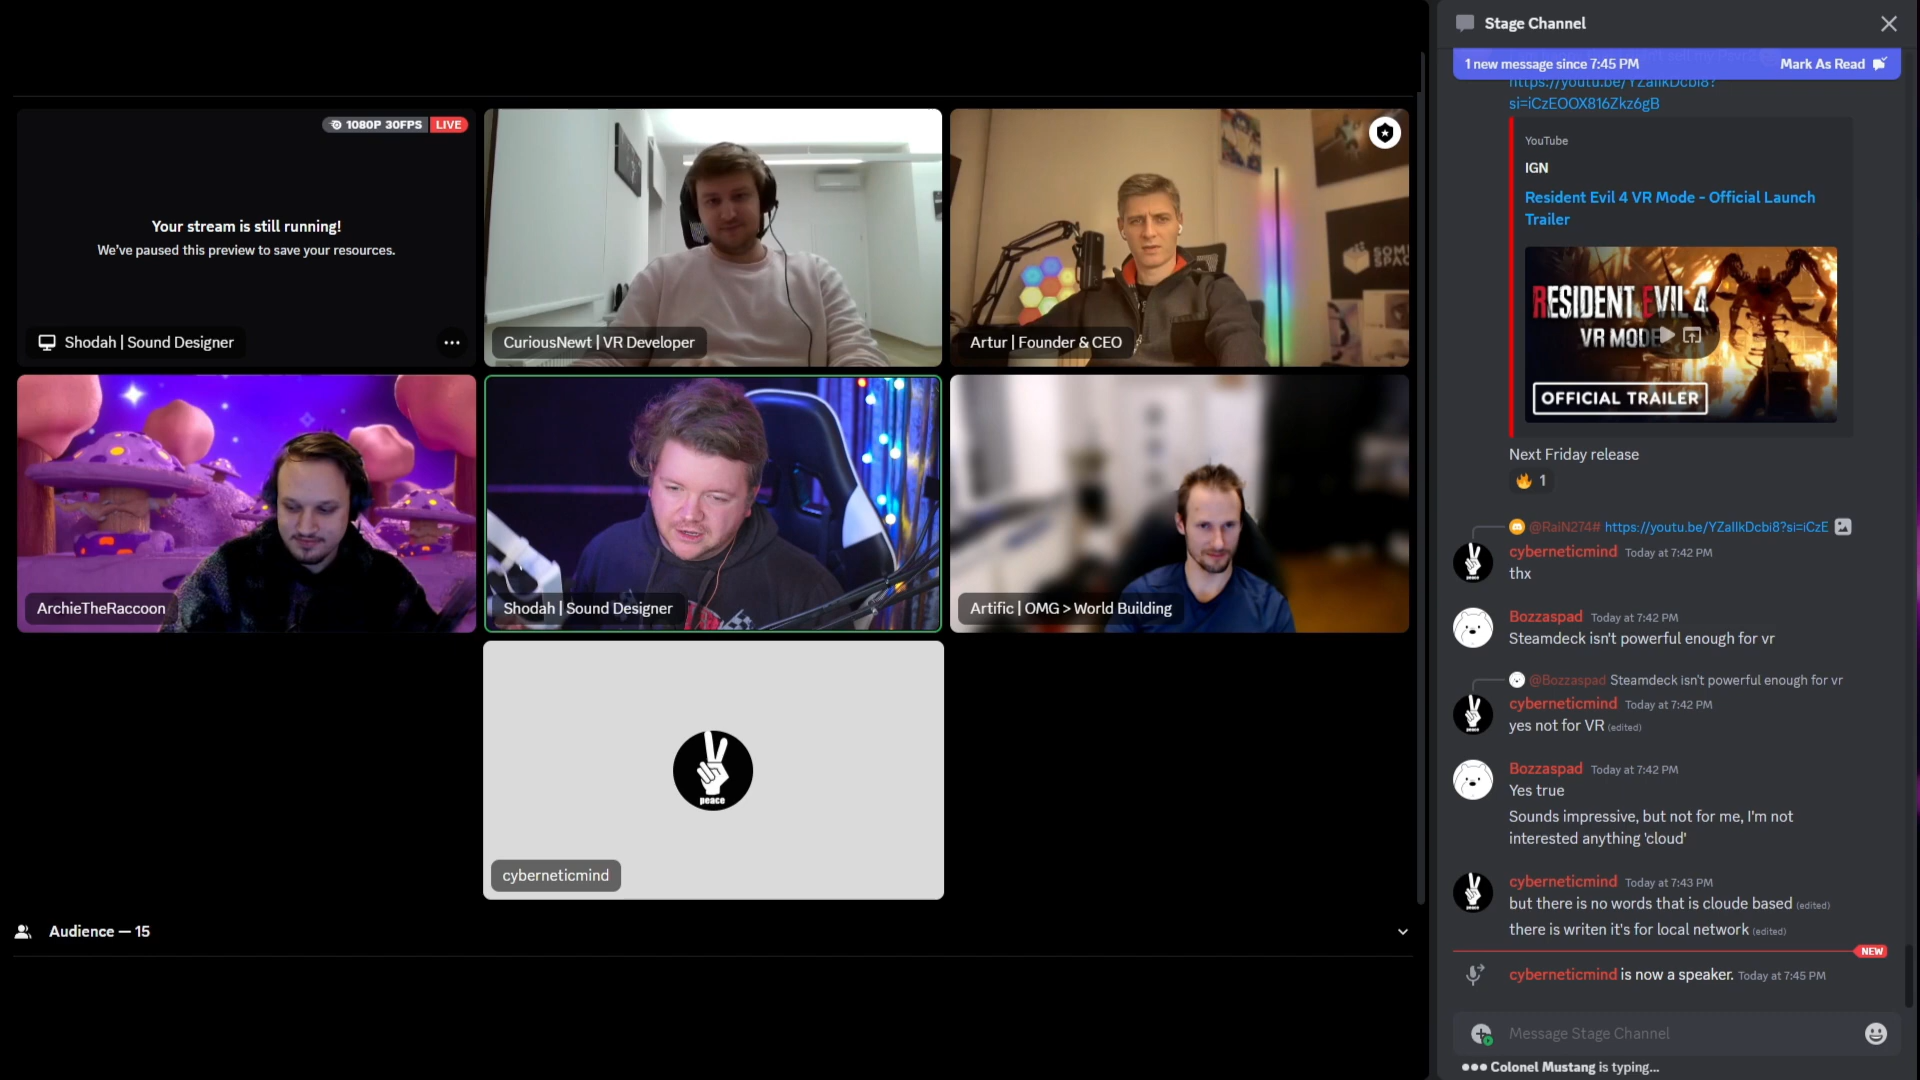 1080P 30FPS LIVE
Your stream is still running!
We've paused this preview to save your resources.
Shodah | Sound Designer
CuriousNewt | VR Developer
Artur | Founder & CEO
ArchieTheRaccoon
Shodah | Sound Designer
Artific | OMG > World Building
peace
cyberneticmind
Audience — 15
Stage Channel
1 new message since 7:45 PM
Mark As Read
https://youtu.be/YZaIlkDcbi8?
si=iCzEOOX816Zkz6gB
YouTube
IGN
Resident Evil 4 VR Mode - Official Launch
Trailer
RESIDENT EVIL 4
VR MODE
OFFICIAL TRAILER
Next Friday release
1
@RaiN274# https://youtu.be/YZaIlkDcbi8?si=iCzE
cyberneticmind Today at 7:42 PM
thx
Bozzaspad Today at 7:42 PM
Steamdeck isn't powerful enough for vr
@Bozzaspad Steamdeck isn't powerful enough for vr
cyberneticmind Today at 7:42 PM
yes not for VR (edited)
Bozzaspad Today at 7:42 PM
Yes true
Sounds impressive, but not for me, I'm not
interested anything 'cloud'
cyberneticmind Today at 7:43 PM
but there is no words that is cloude based (edited)
there is writen it's for local network (edited)
NEW
cyberneticmind is now a speaker. Today at 7:45 PM
Message Stage Channel
Colonel Mustang is typing...